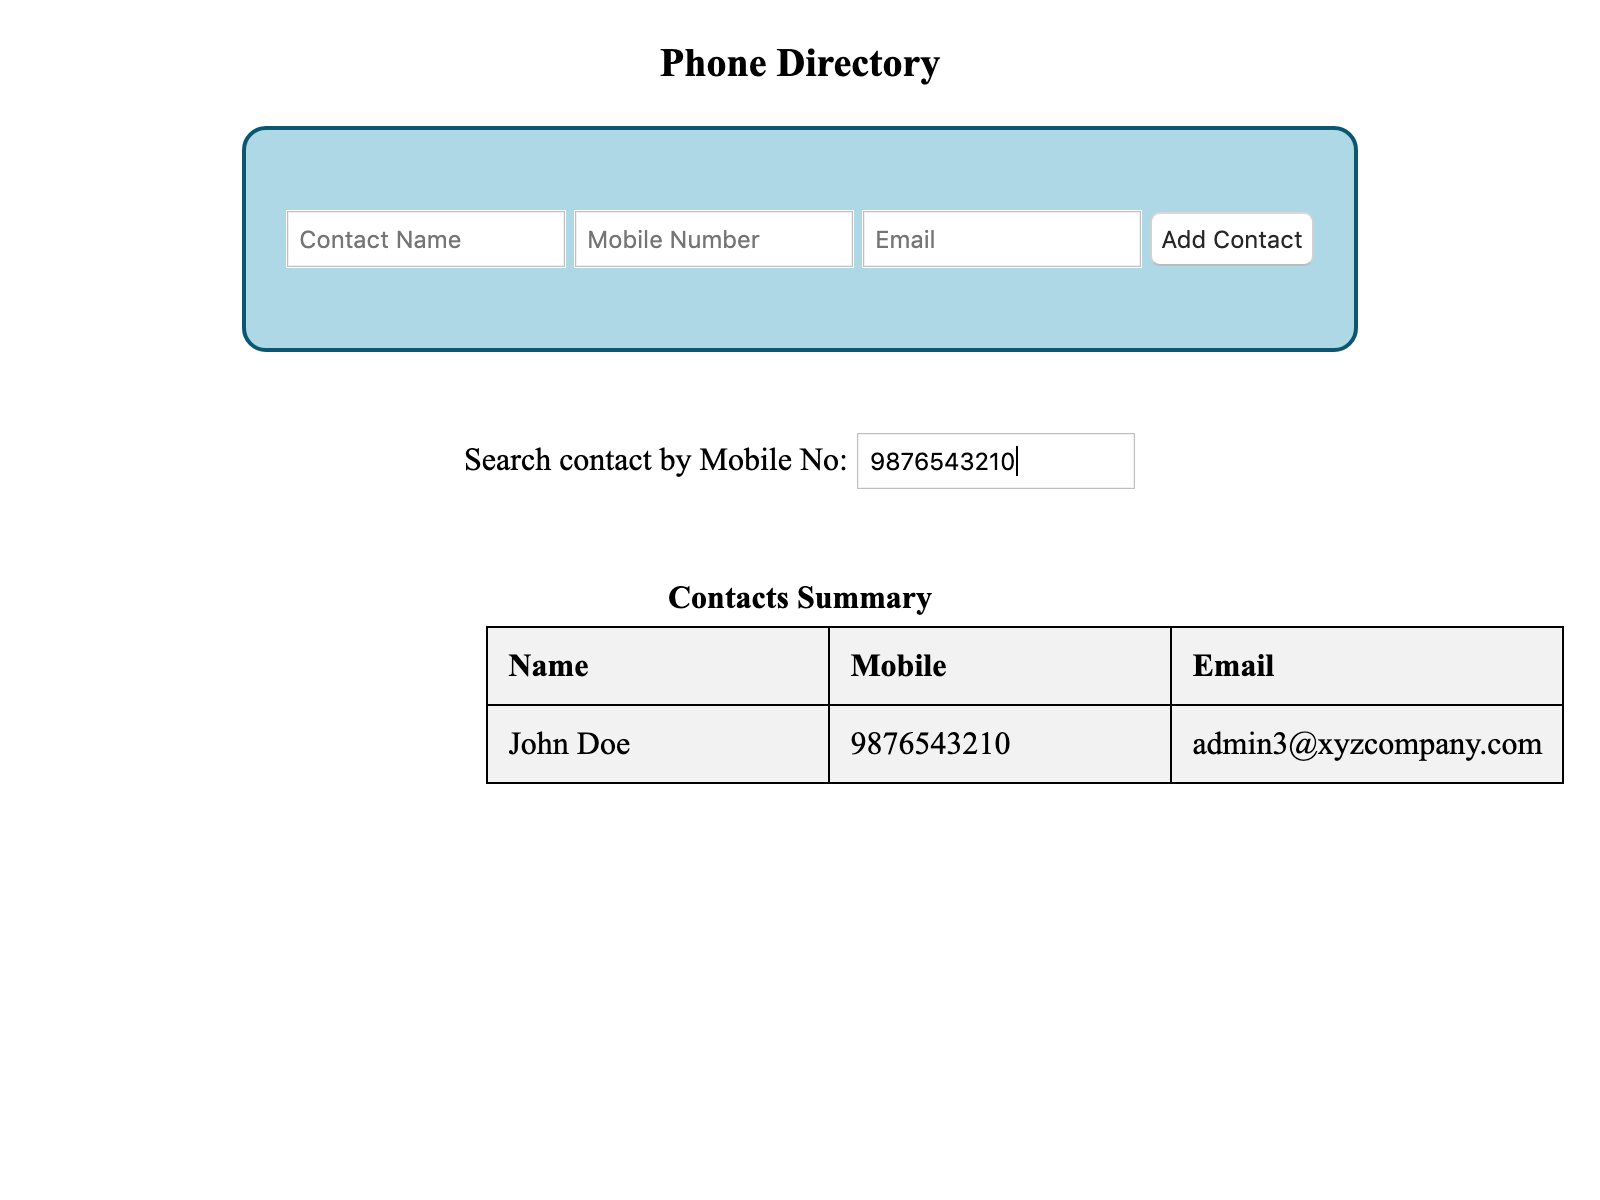 Phone Directory
Contact Name Mobile Number Email Add Contact
Search contact by Mobile No: 9876543210
Contacts Summary
Name Mobile Email
John Doe 9876543210 admin3@xyzcompany.com